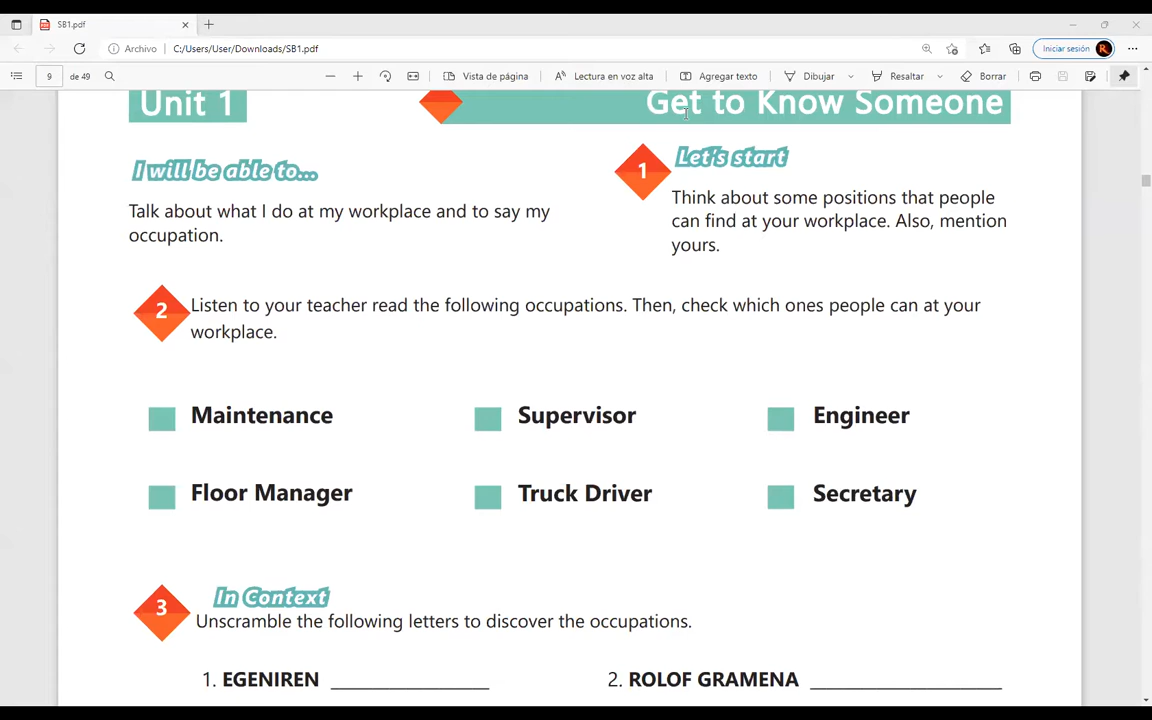 SB1.pdf
Archivo C:/Users/User/Downloads/SB1.pdf Iniciar sesión R
9 de 49 Vista de página Lectura en voz alta Agregar texto Dibujar Resaltar Borrar
Unit 1 Get to Know Someone
I will be able to...
Talk about what I do at my workplace and to say my
occupation.
1 Let's start
Think about some positions that people
can find at your workplace. Also, mention
yours.
2 Listen to your teacher read the following occupations. Then, check which ones people can at your
workplace.
Maintenance Supervisor Engineer
Floor Manager Truck Driver Secretary
3 In Context
Unscramble the following letters to discover the occupations.
1. EGENIREN _________________ 2. ROLOF GRAMENA ____________________